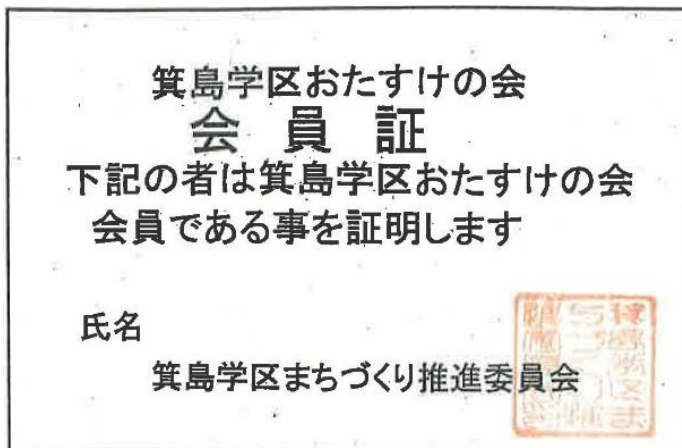 箕島学区おたすけの会
会員証
下記の者は箕島学区おたすけの会
会員である事を証明します
氏名
箕島学区まちづくり推進委員会